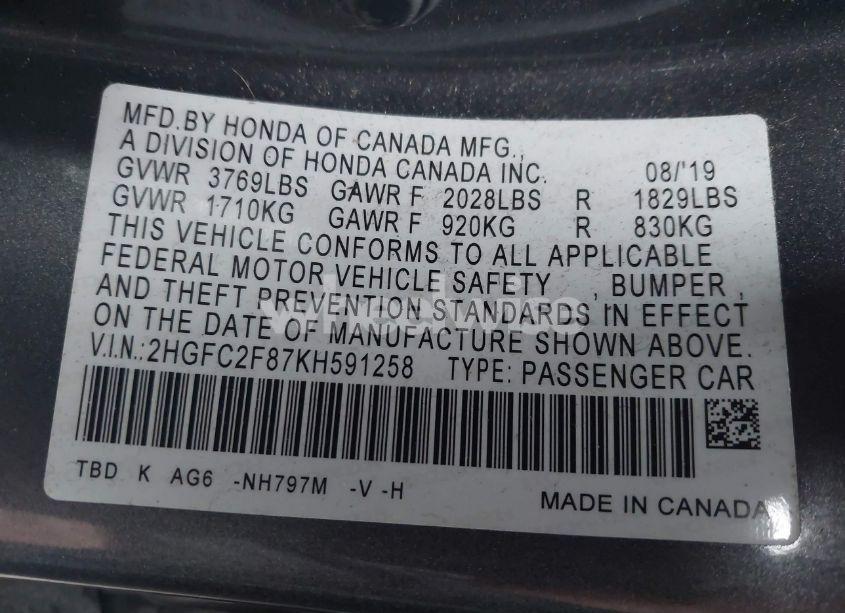 MFD.BY HONDA OF CANADA MFG.,
A DIVISION OF HONDA CANADA INC. 08/'19
GVWR 3769LBS GAWR F 2028LBS R 1829LBS
GVWR 1710KG GAWR F 920KG R 830KG
THIS VEHICLE CONFORMS TO ALL APPLICABLE
FEDERAL MOTOR VEHICLE SAFETY , BUMPER ,
AND THEFT PREVENTION STANDARDS IN EFFECT
ON THE DATE OF MANUFACTURE SHOWN ABOVE.
V.I.N.:2HGFC2F87KH591258 TYPE: PASSENGER CAR
TBD K AG6 -NH797M -V -H
MADE IN CANADA